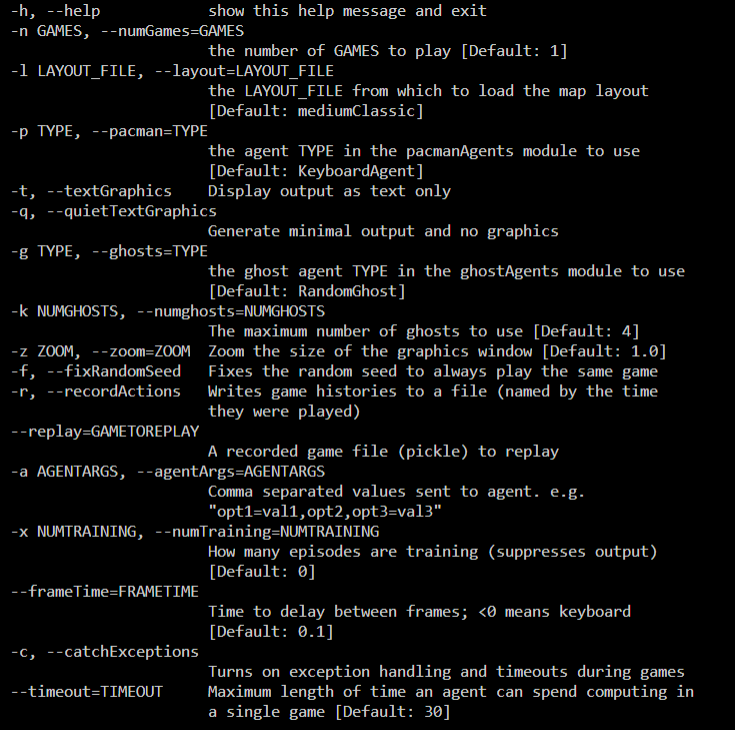 -h, --help            show this help message and exit
-n GAMES, --numGames=GAMES
                      the number of GAMES to play [Default: 1]
-l LAYOUT_FILE, --layout=LAYOUT_FILE
                      the LAYOUT_FILE from which to load the map layout
                      [Default: mediumClassic]
-p TYPE, --pacman=TYPE
                      the agent TYPE in the pacmanAgents module to use
                      [Default: KeyboardAgent]
-t, --textGraphics    Display output as text only
-q, --quietTextGraphics
                      Generate minimal output and no graphics
-g TYPE, --ghosts=TYPE
                      the ghost agent TYPE in the ghostAgents module to use
                      [Default: RandomGhost]
-k NUMGHOSTS, --numghosts=NUMGHOSTS
                      The maximum number of ghosts to use [Default: 4]
-z ZOOM, --zoom=ZOOM  Zoom the size of the graphics window [Default: 1.0]
-f, --fixRandomSeed   Fixes the random seed to always play the same game
-r, --recordActions   Writes game histories to a file (named by the time
                      they were played)
--replay=GAMETOREPLAY
                      A recorded game file (pickle) to replay
-a AGENTARGS, --agentArgs=AGENTARGS
                      Comma separated values sent to agent. e.g.
                      "opt1=val1,opt2,opt3=val3"
-x NUMTRAINING, --numTraining=NUMTRAINING
                      How many episodes are training (suppresses output)
                      [Default: 0]
--frameTime=FRAMETIME
                      Time to delay between frames; <0 means keyboard
                      [Default: 0.1]
-c, --catchExceptions
                      Turns on exception handling and timeouts during games
--timeout=TIMEOUT     Maximum length of time an agent can spend computing in
                      a single game [Default: 30]